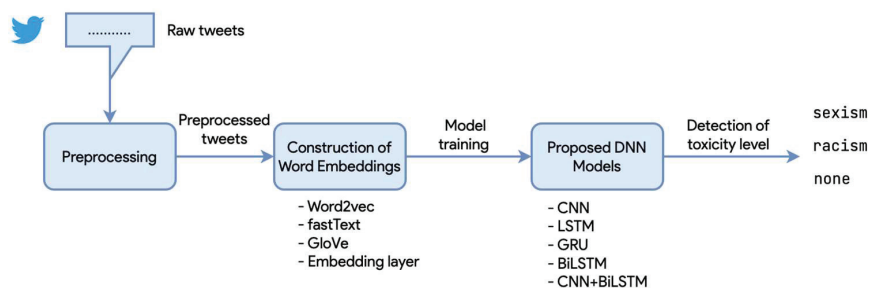 ...........
Raw tweets
Preprocessing
Preprocessed
tweets
Construction of
Word Embeddings
- Word2vec
- fastText
- GloVe
- Embedding layer
Model
training
Proposed DNN
Models
- CNN
- LSTM
- GRU
- BiLSTM
- CNN+BiLSTM
Detection of
toxicity level
sexism
racism
none